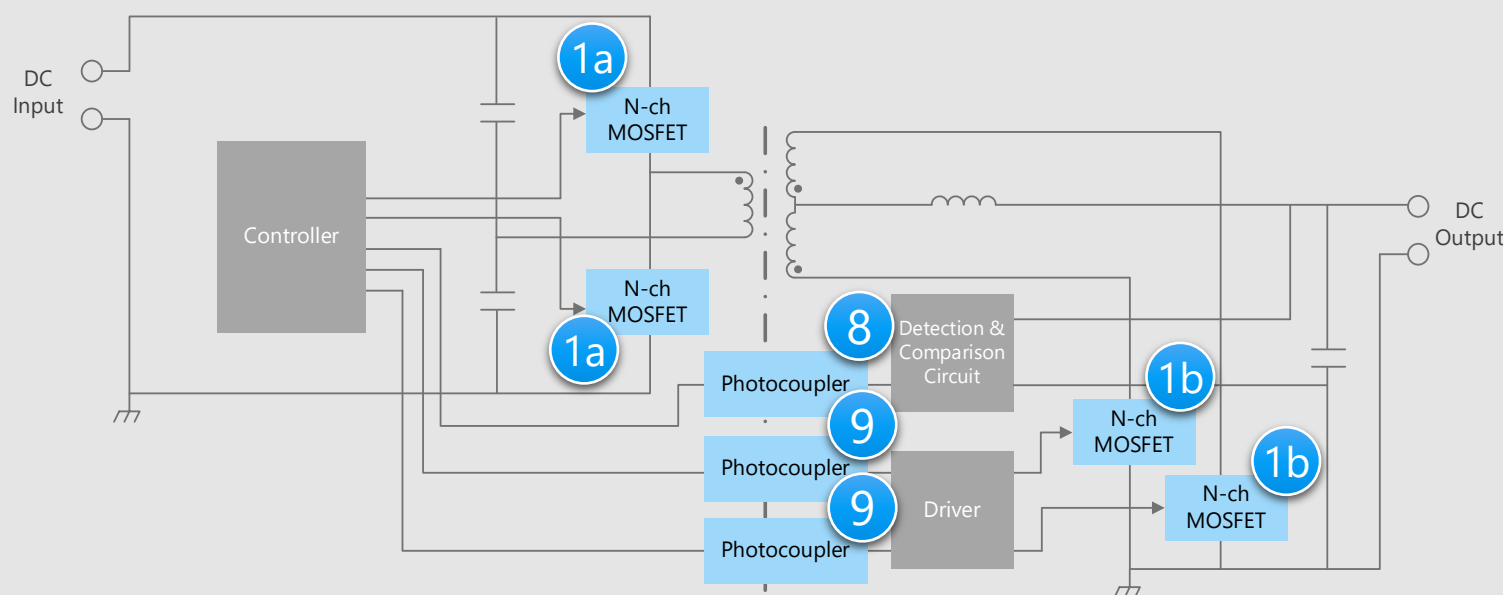 1a
DC
Input
N-ch
MOSFET
Controller
DC
Output
N-ch
MOSFET
1a
8
Detection &
Comparison
Circuit
Photocoupler
1b
N-ch
MOSFET
9
Photocoupler
1b
N-ch
MOSFET
9
Driver
Photocoupler